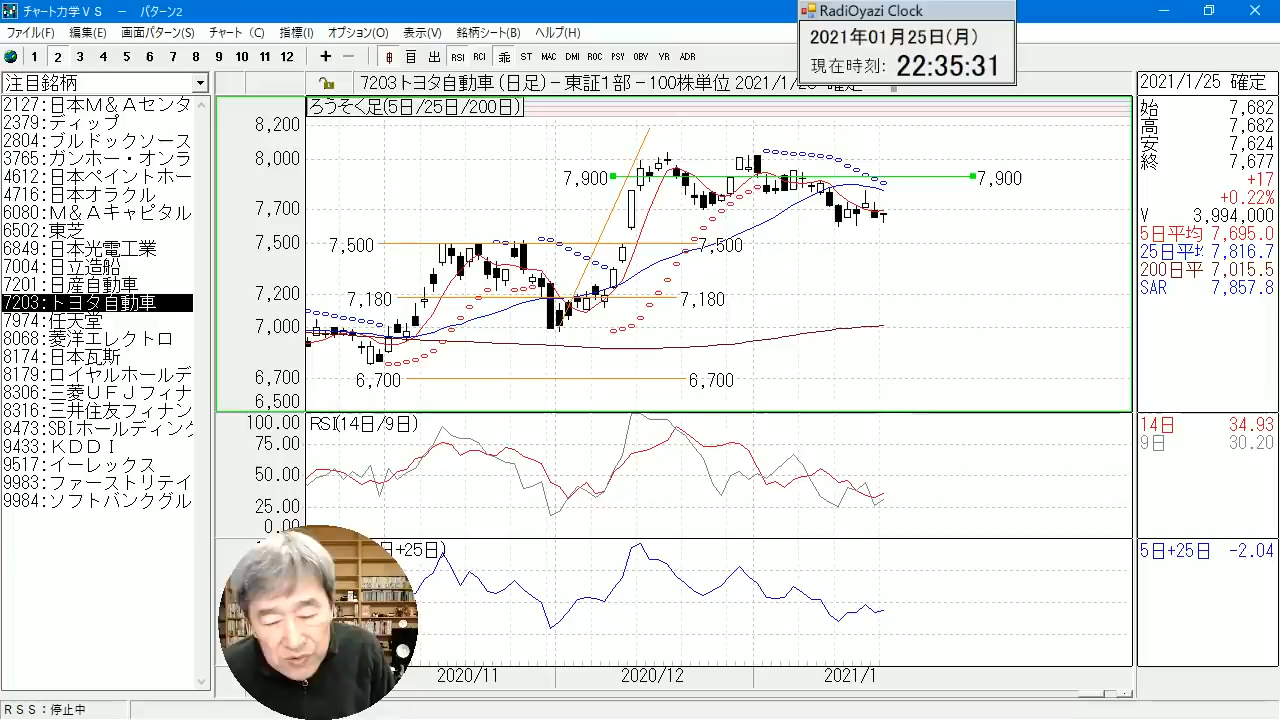 チャート力学VS － パターン2
RadiOyazi Clock
2021年01月25日(月)
現在時刻: 22:35:31
ファイル(F) 編集(E) 画面パターン(S) チャート (C) 指標(I) オプション(O) 表示(V) 銘柄シート(B) ヘルプ(H)
1 2 3 4 5 6 7 8 9 10 11 12 + － 日 出 RSI RCI 乖 ST MAC DMI ROC PSY OBV VR ADR
注目銘柄
7203トヨタ自動車 (日足)－東証1部－100株単位 2021/1/25 確定
2021/1/25 確定
2127:日本M&Aセンタ
2379:ディップ
2804:ブルドックソース
3765:ガンホー・オンラ
4612:日本ペイントホー
4716:日本オラクル
6080:M&Aキャピタル
6502:東芝
6849:日本光電工業
7004:日立造船
7201:日産自動車
7203:トヨタ自動車
7974:任天堂
8068:菱洋エレクトロ
8174:日本瓦斯
8179:ロイヤルホールデ
8306:三菱UFJフィナ
8316:三井住友フィナン
8473:SBIホールディング
9433:KDDI
9517:イーレックス
9983:ファーストリテイ
9984:ソフトバンクグル
ろうそく足(5日/25日/200日)
8,200
8,000
7,700
7,500
7,200
7,000
6,700
6,500
7,900 7,900
7,500 7,500
7,180 7,180
6,700 6,700
RSI(14日/9日)
100.00
75.00
50.00
25.00
0.00
日+25日)
2020/11 2020/12 2021/1
始 7,682
高 7,682
安 7,624
終 7,677
+17
+0.22%
V 3,994,000
5日平均 7,695.0
25日平均 7,816.7
200日平 7,015.5
SAR 7,857.8
14日 34.93
9日 30.20
5日+25日 -2.04
RSS:停止中